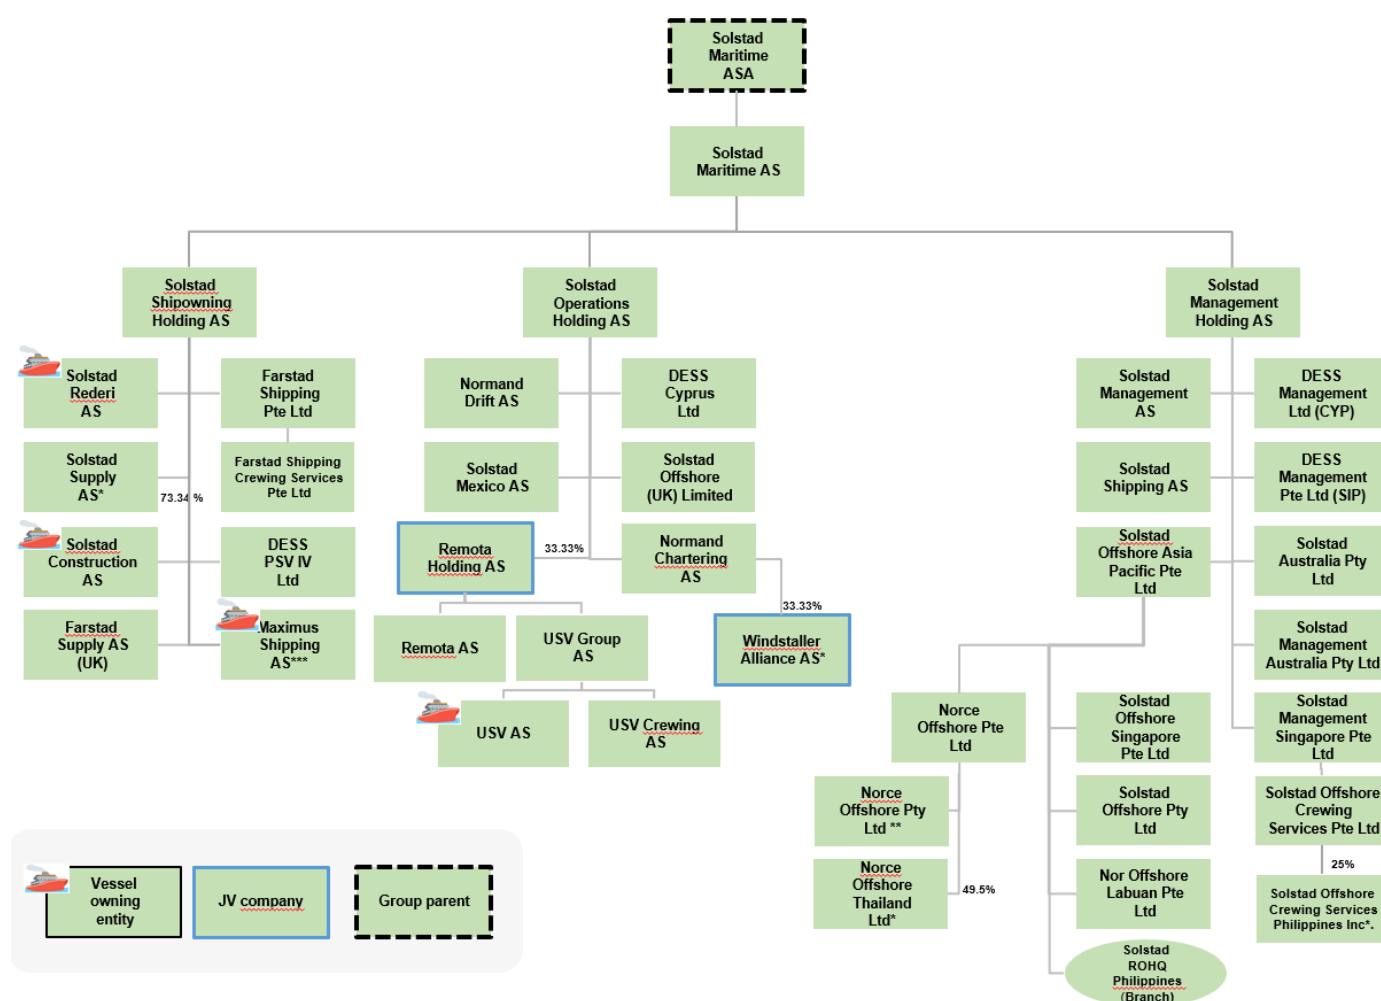 Solstad
Maritime
ASA
Solstad
Maritime AS
Solstad
Shipowning
Holding AS
Solstad
Operations
Holding AS
Solstad
Management
Holding AS
Solstad
Rederi
AS
Farstad
Shipping
Pte Ltd
Solstad
Supply
AS*
73.34 %
Farstad Shipping
Crewing Services
Pte Ltd
Solstad
Construction
AS
DESS
PSV IV
Ltd
Farstad
Supply AS
(UK)
Maximus
Shipping
AS***
Normand
Drift AS
DESS
Cyprus
Ltd
Solstad
Mexico AS
Solstad
Offshore
(UK) Limited
Remota
Holding AS
33.33%
Normand
Chartering
AS
33.33%
Remota AS
USV Group
AS
Windstaller
Alliance AS*
USV AS
USV Crewing
AS
Solstad
Management
AS
DESS
Management
Ltd (CYP)
Solstad
Shipping AS
DESS
Management
Pte Ltd (SIP)
Solstad
Offshore Asia
Pacific Pte
Ltd
Solstad
Australia Pty
Ltd
Solstad
Management
Australia Pty Ltd
Norce
Offshore Pte
Ltd
Solstad
Offshore
Singapore
Pte Ltd
Solstad
Management
Singapore Pte
Ltd
Norce
Offshore Pty
Ltd **
Solstad
Offshore Pty
Ltd
Solstad Offshore
Crewing
Services Pte Ltd
Norce
Offshore
Thailand
Ltd*
49.5%
Nor Offshore
Labuan Pte
Ltd
25%
Solstad Offshore
Crewing Services
Philippines Inc*.
Solstad
ROHQ
Philippines
(Branch)
Vessel
owning
entity
JV company
Group parent